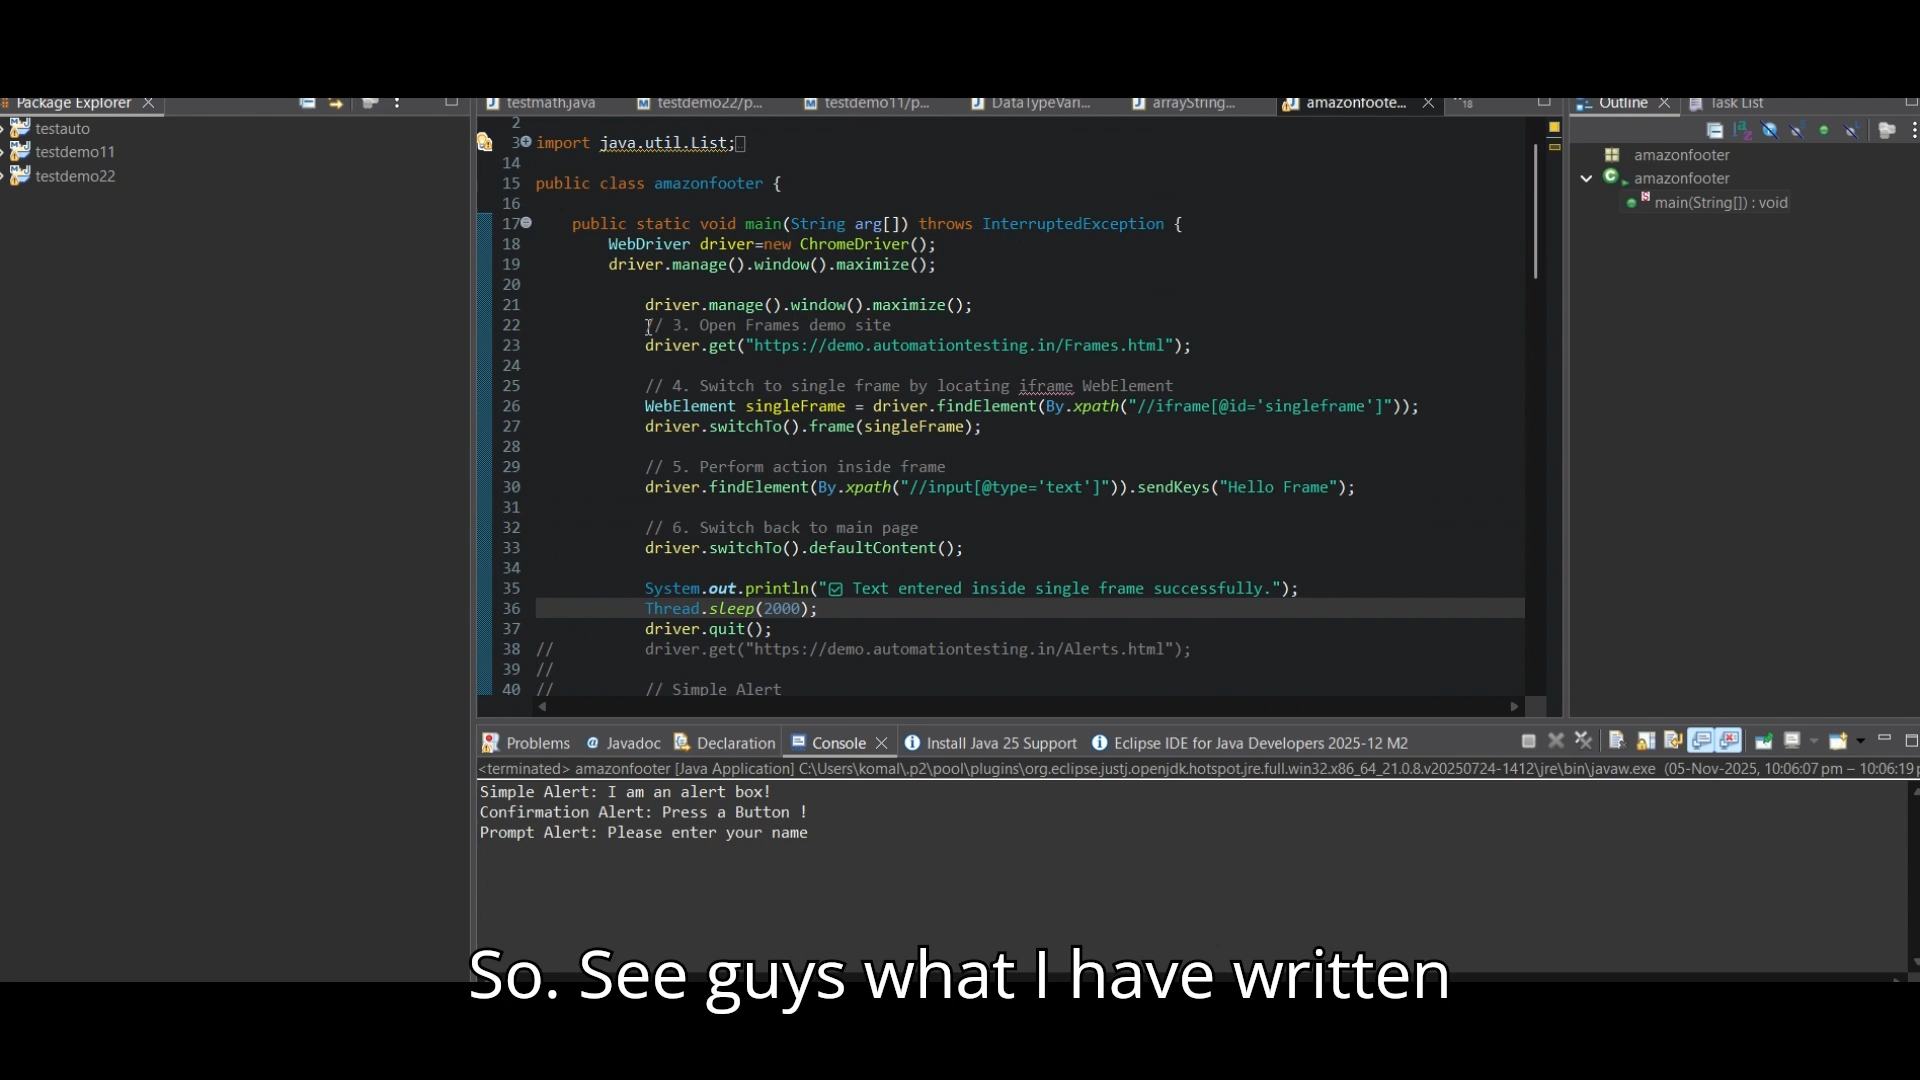 Package Explorer
testauto
testdemo11
testdemo22
testmath.java
testdemo22/p...
testdemo11/p...
DataTypeVari...
arrayString...
amazonfoote...
18
2
3 import java.util.List;
14
15 public class amazonfooter {
16
17 public static void main(String arg[]) throws InterruptedException {
18 WebDriver driver=new ChromeDriver();
19 driver.manage().window().maximize();
20
21 driver.manage().window().maximize();
22 // 3. Open Frames demo site
23 driver.get("https://demo.automationtesting.in/Frames.html");
24
25 // 4. Switch to single frame by locating iframe WebElement
26 WebElement singleFrame = driver.findElement(By.xpath("//iframe[@id='singleframe']"));
27 driver.switchTo().frame(singleFrame);
28
29 // 5. Perform action inside frame
30 driver.findElement(By.xpath("//input[@type='text']")).sendKeys("Hello Frame");
31
32 // 6. Switch back to main page
33 driver.switchTo().defaultContent();
34
35 System.out.println("☑ Text entered inside single frame successfully.");
36 Thread.sleep(2000);
37 driver.quit();
38 // driver.get("https://demo.automationtesting.in/Alerts.html");
39 //
40 // // Simple Alert
Outline
Task List
amazonfooter
amazonfooter
main(String[]) : void
Problems
Javadoc
Declaration
Console
Install Java 25 Support
Eclipse IDE for Java Developers 2025-12 M2
<terminated> amazonfooter [Java Application] C:\Users\komal\.p2\pool\plugins\org.eclipse.justj.openjdk.hotspot.jre.full.win32.x86_64_21.0.8.v20250724-1412\jre\bin\javaw.exe (05-Nov-2025, 10:06:07 pm – 10:06:19 p
Simple Alert: I am an alert box!
Confirmation Alert: Press a Button !
Prompt Alert: Please enter your name
So. See guys what I have written